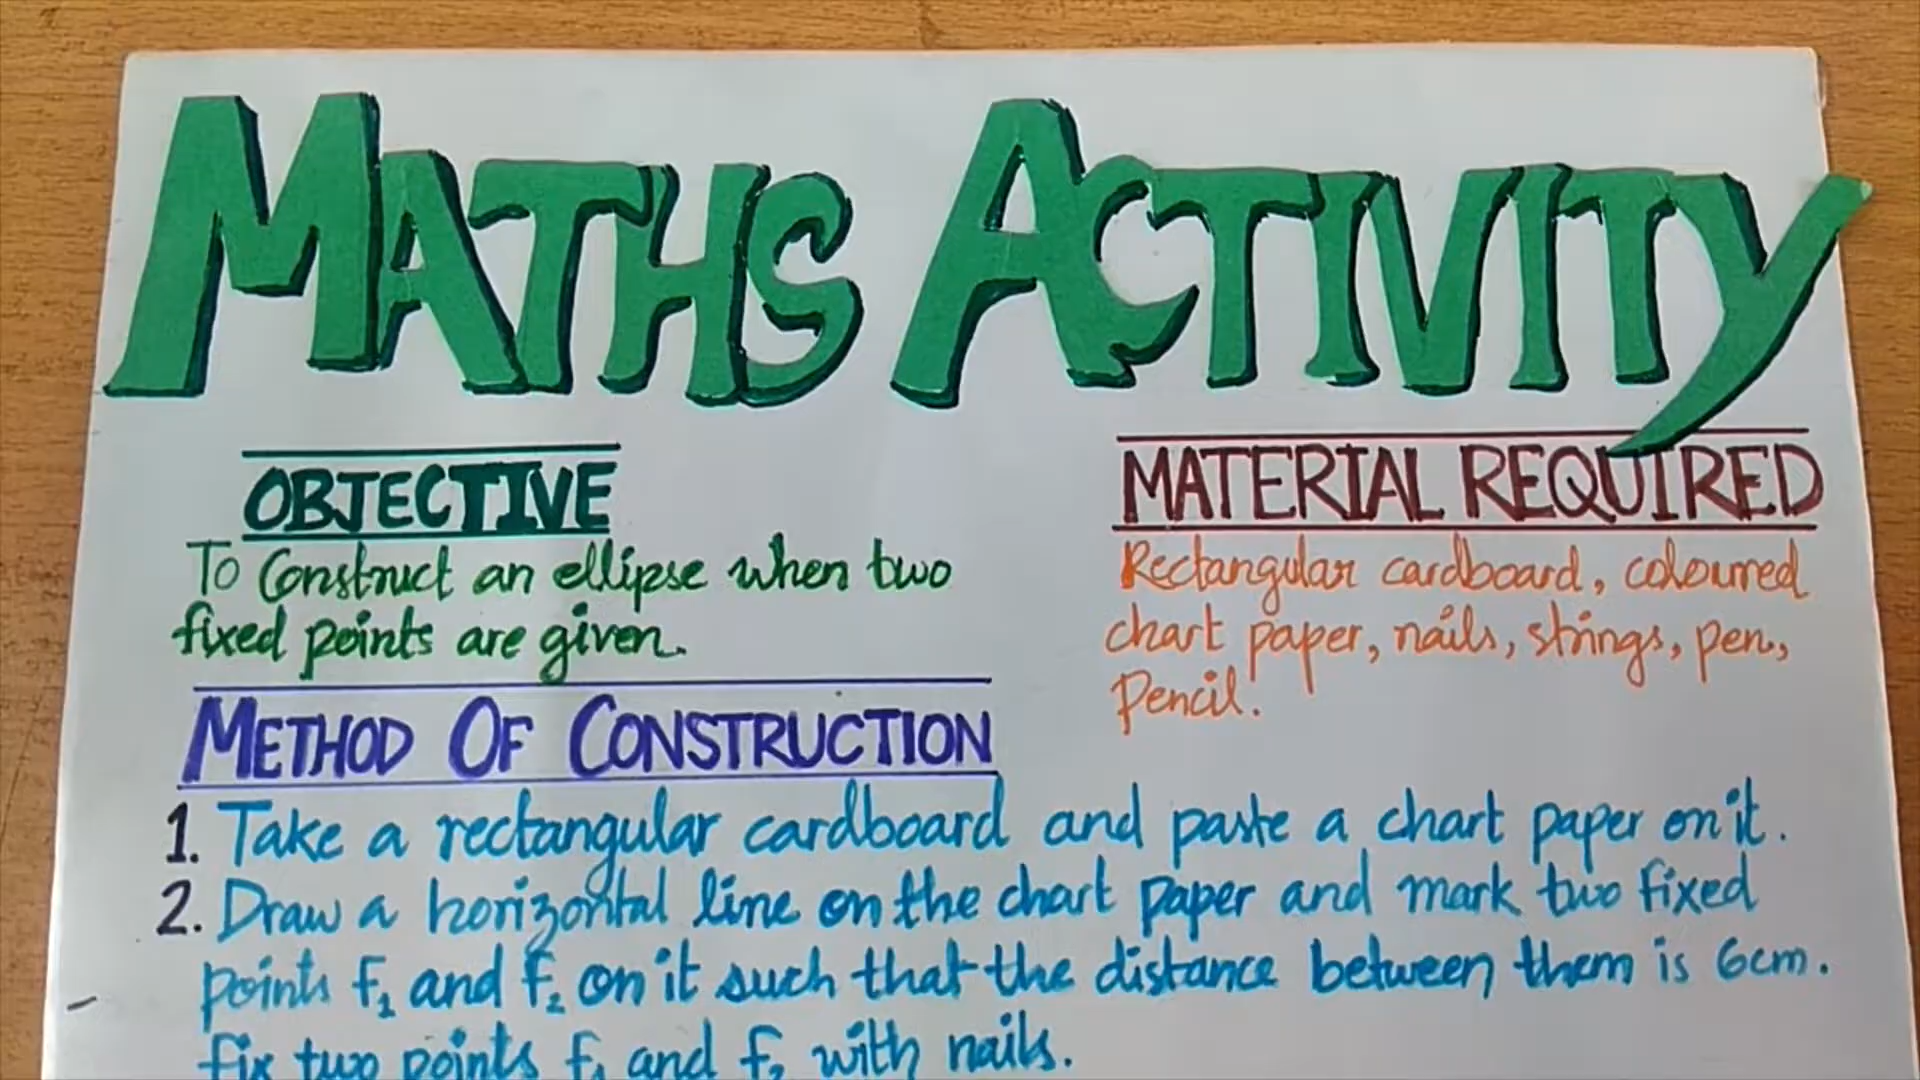 MATHS ACTIVITY
OBJECTIVE
To Construct an ellipse when two
fixed points are given.
MATERIAL REQUIRED
Rectangular cardboard, coloured
chart paper, nails, strings, pen,
Pencil.
METHOD OF CONSTRUCTION
1. Take a rectangular cardboard and paste a chart paper on it.
2. Draw a horizontal line on the chart paper and mark two fixed
points f₁ and f₂ on it such that the distance between them is 6cm.
fix two points f₁ and f₂ with nails.